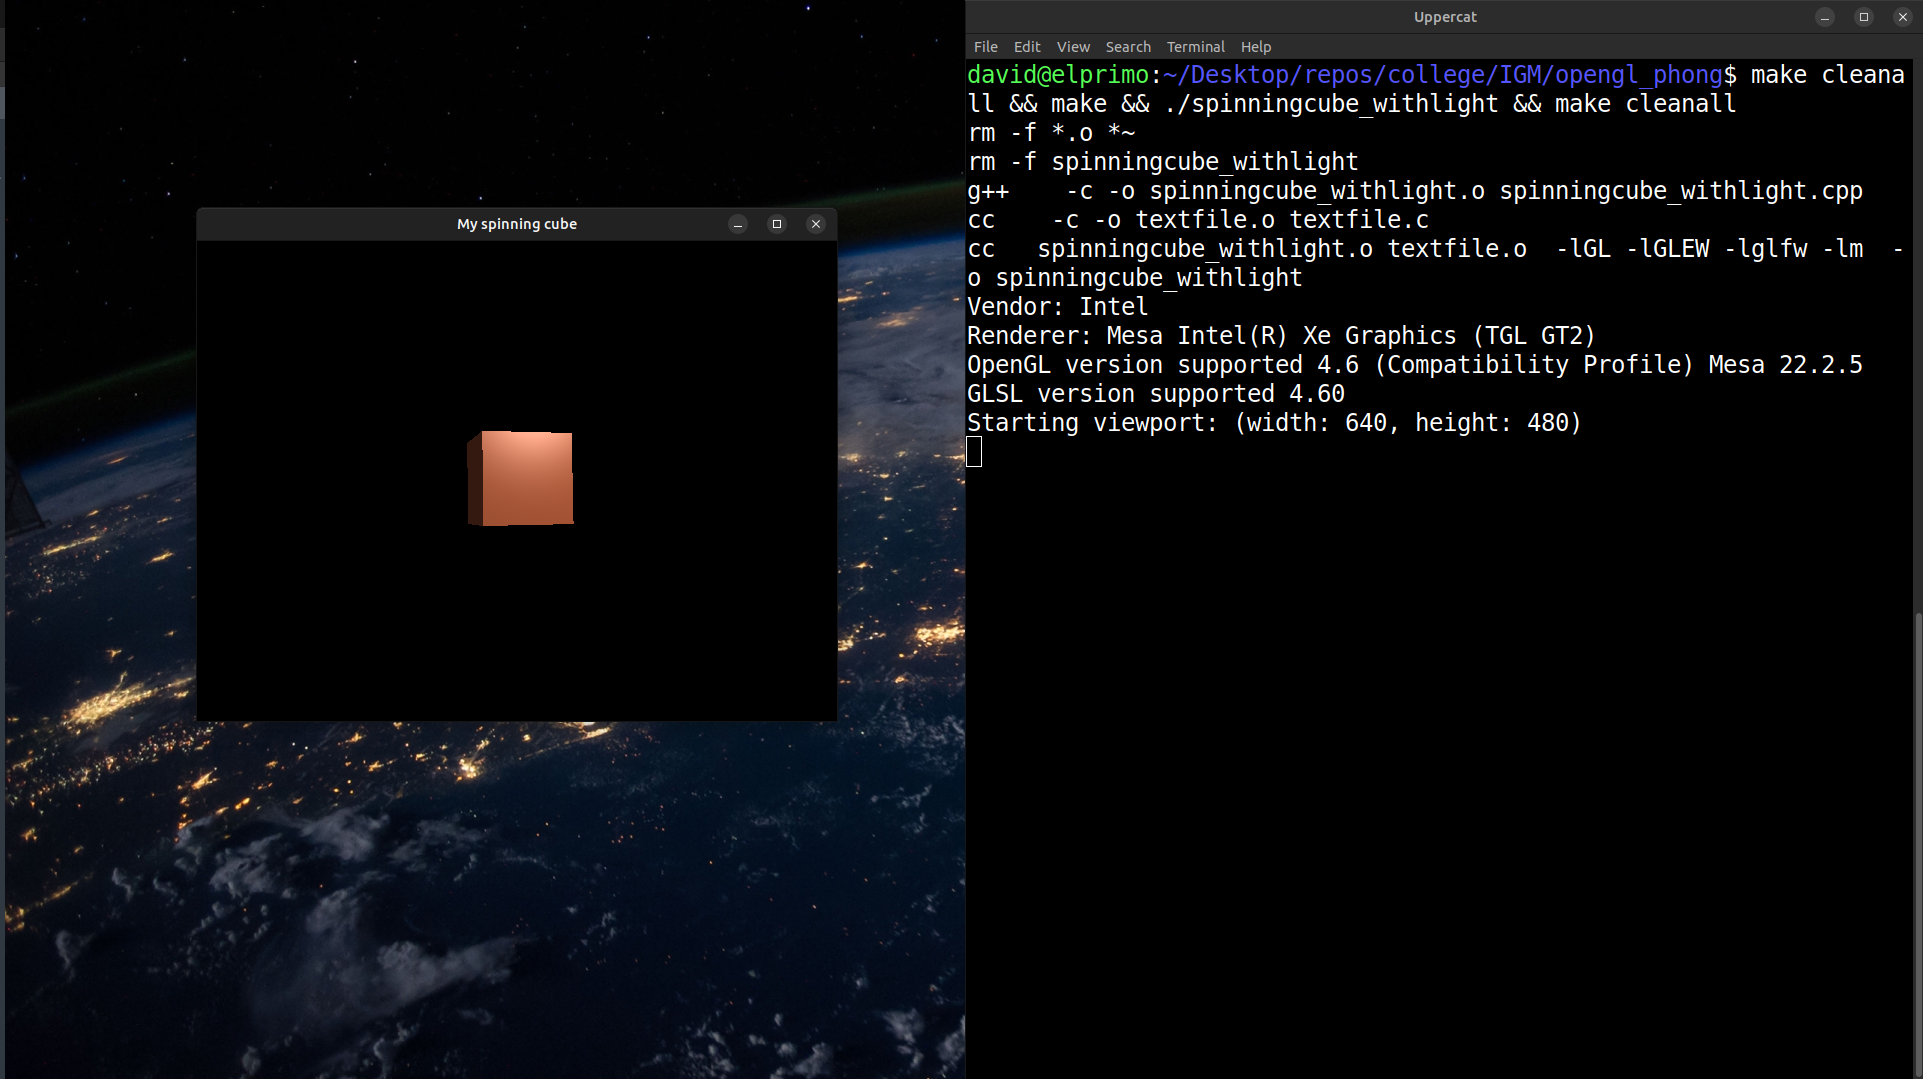 My spinning cube
Uppercat
File Edit View Search Terminal Help
david@elprimo:~/Desktop/repos/college/IGM/opengl_phong$ make cleana
ll && make && ./spinningcube_withlight && make cleanall
rm -f *.o *~
rm -f spinningcube_withlight
g++    -c -o spinningcube_withlight.o spinningcube_withlight.cpp
cc    -c -o textfile.o textfile.c
cc   spinningcube_withlight.o textfile.o  -lGL -lGLEW -lglfw -lm  -
o spinningcube_withlight
Vendor: Intel
Renderer: Mesa Intel(R) Xe Graphics (TGL GT2)
OpenGL version supported 4.6 (Compatibility Profile) Mesa 22.2.5
GLSL version supported 4.60
Starting viewport: (width: 640, height: 480)